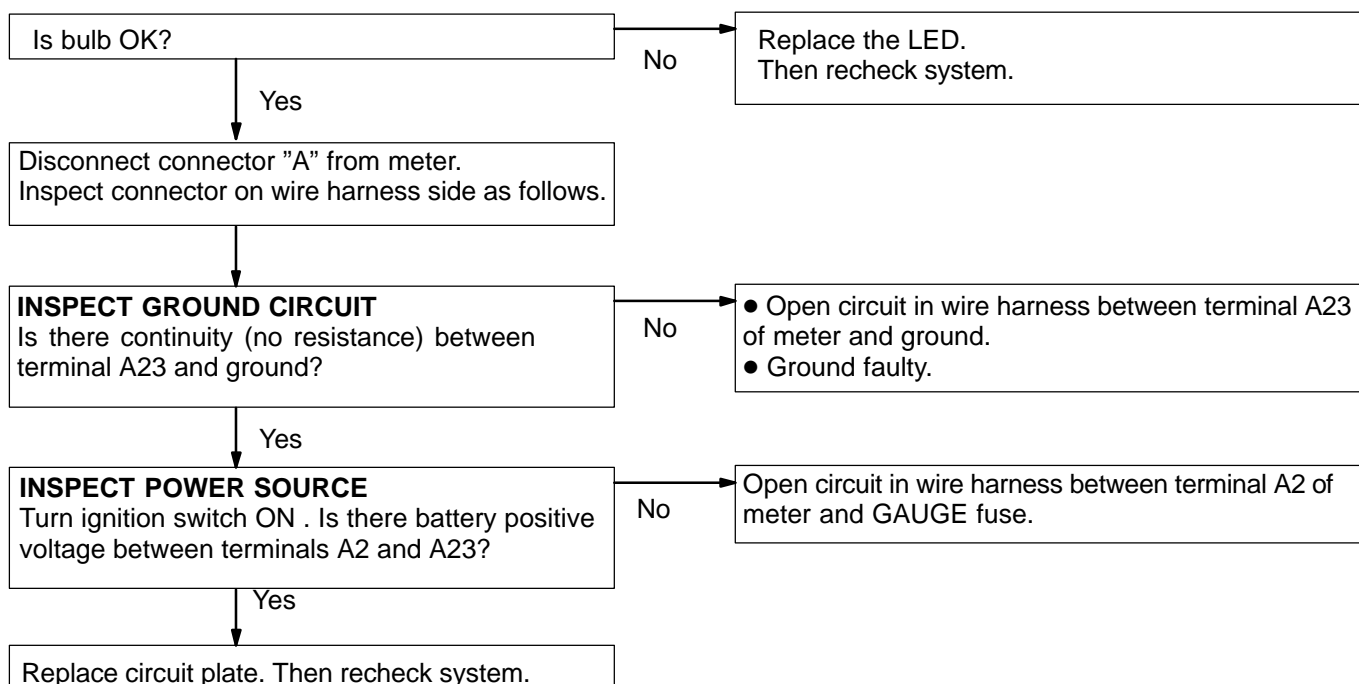 Is bulb OK?
No
Replace the LED.
Then recheck system.
Yes
Disconnect connector ”A” from meter.
Inspect connector on wire harness side as follows.
INSPECT GROUND CIRCUIT
Is there continuity (no resistance) between
terminal A23 and ground?
No
● Open circuit in wire harness between terminal A23
of meter and ground.
● Ground faulty.
Yes
INSPECT POWER SOURCE
Turn ignition switch ON . Is there battery positive
voltage between terminals A2 and A23?
No
Open circuit in wire harness between terminal A2 of
meter and GAUGE fuse.
Yes
Replace circuit plate. Then recheck system.